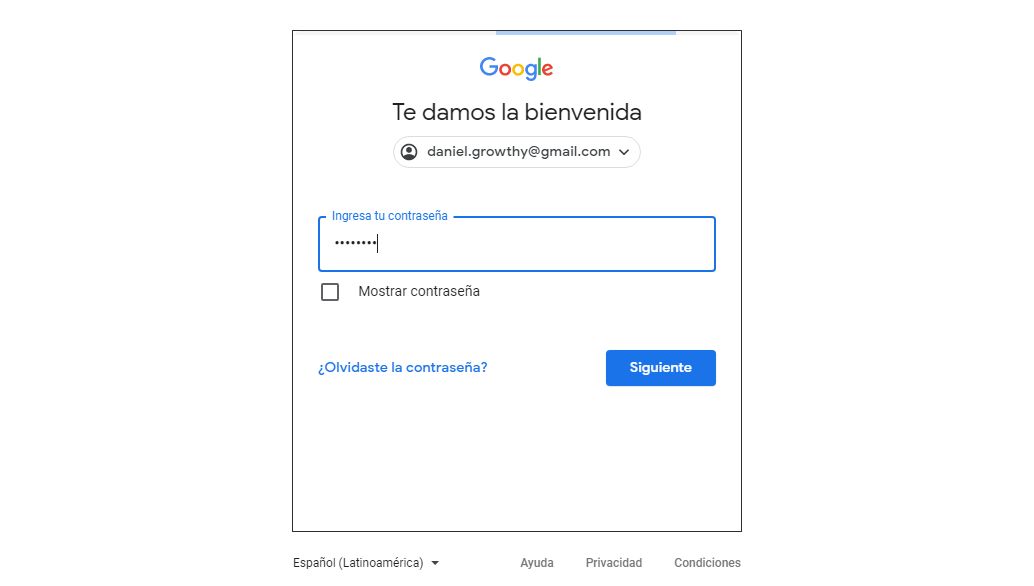 Google
Te damos la bienvenida
daniel.growthy@gmail.com
Ingresa tu contraseña
••••••••
Mostrar contraseña
¿Olvidaste la contraseña?
Siguiente
Español (Latinoamérica) Ayuda Privacidad Condiciones